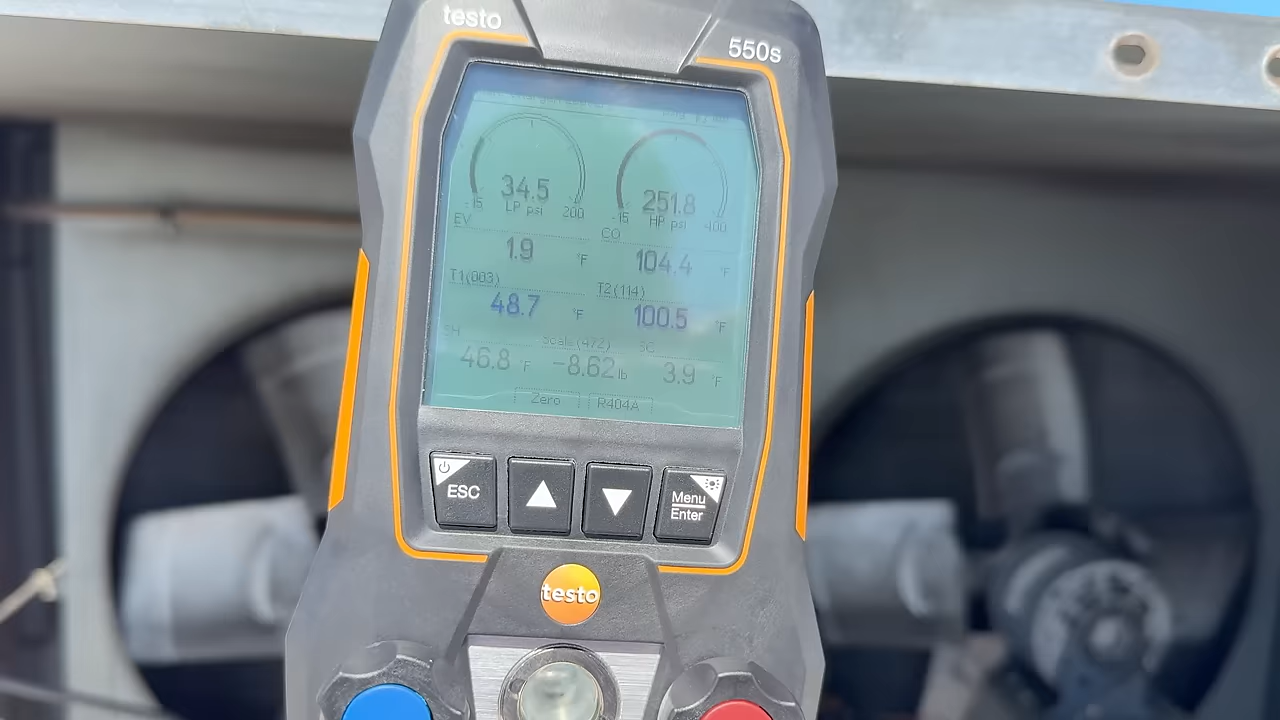 testo
550s
34.5 251.8
-15 LP psi 200 -15 HP psi 400
EV CO
1.9 °F 104.4 °F
T1(003) T2(114)
48.7 °F 100.5 °F
SH Scale(472) SC
46.8 °F -8.62 lb 3.9 °F
Zero R404A
ESC Menu
Enter
testo